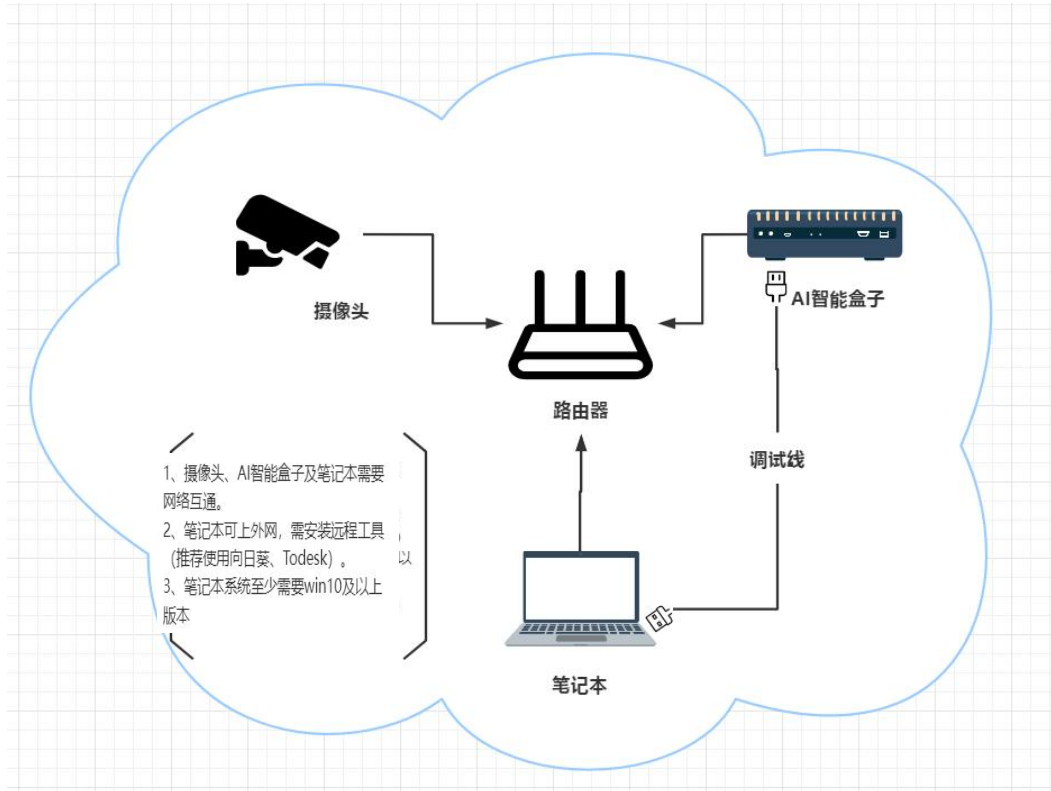 摄像头
AI智能盒子
路由器
调试线
1、摄像头、AI智能盒子及笔记本需要
网络互通。
2、笔记本可上外网，需安装远程工具
（推荐使用向日葵、Todesk）。
以
3、笔记本系统至少需要win10及以上
版本
笔记本